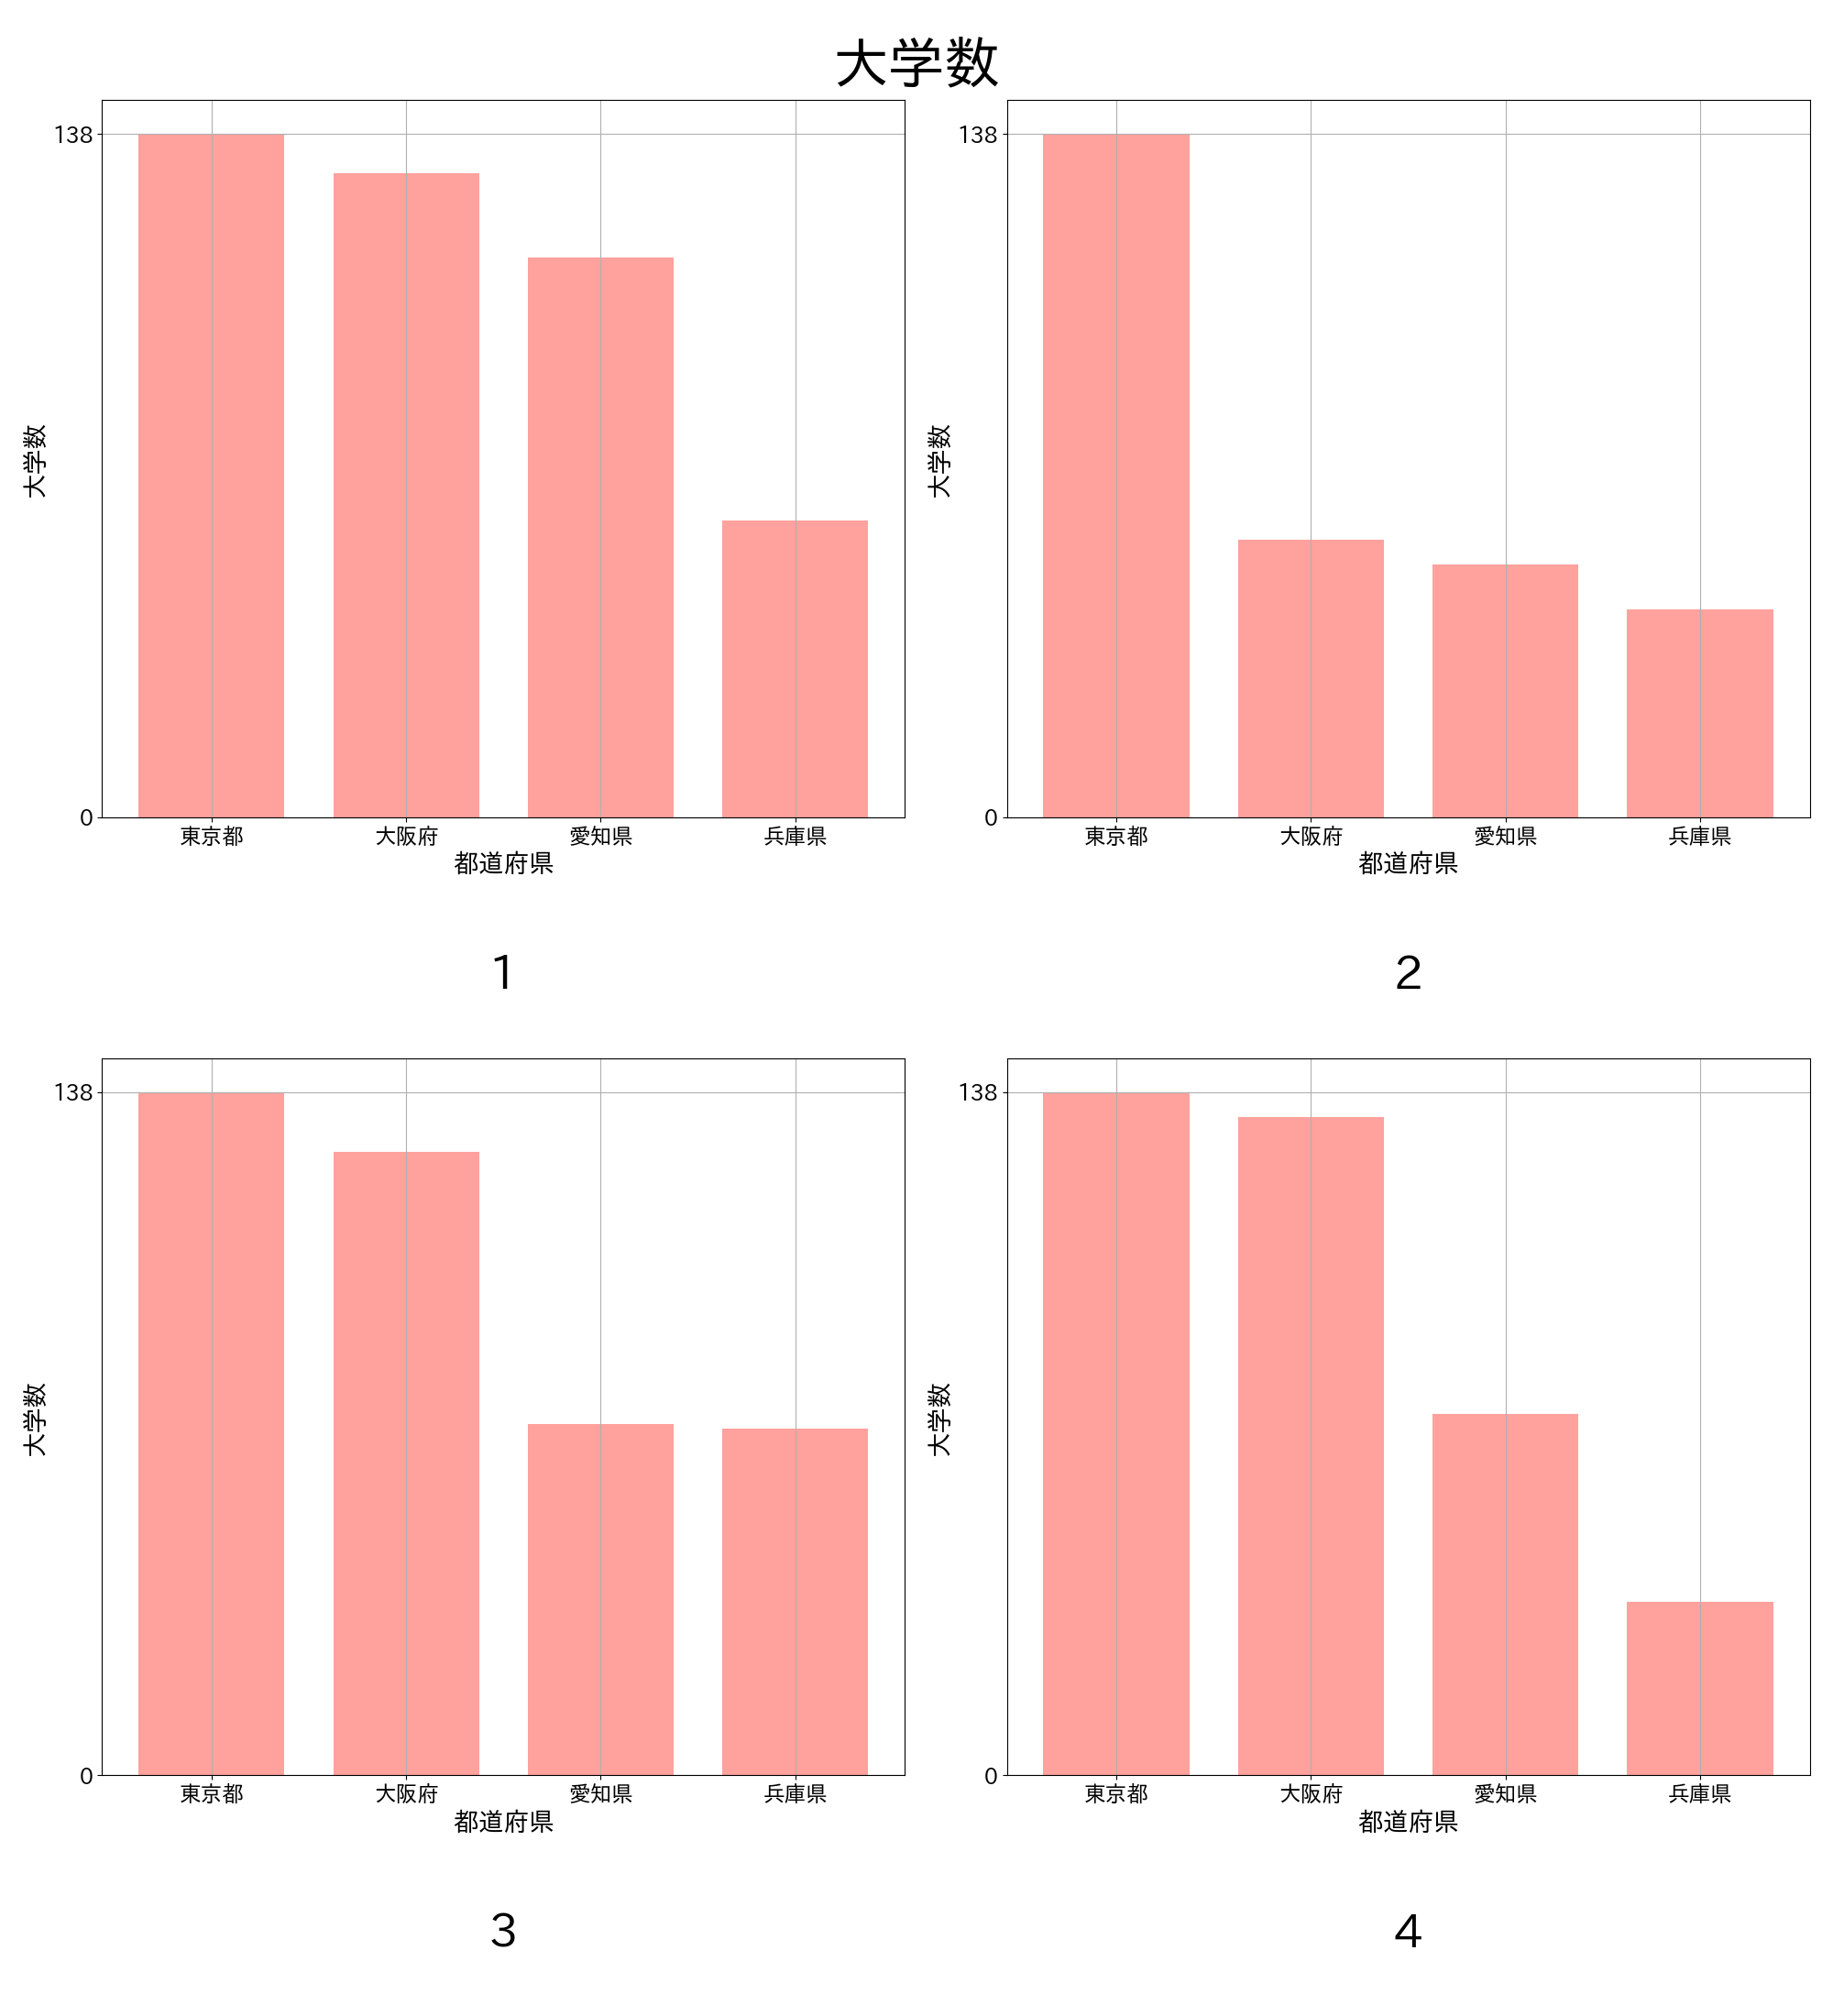 大学数
138
0
大学数
東京都 大阪府 愛知県 兵庫県
都道府県
1
138
0
大学数
東京都 大阪府 愛知県 兵庫県
都道府県
2
138
0
大学数
東京都 大阪府 愛知県 兵庫県
都道府県
3
138
0
大学数
東京都 大阪府 愛知県 兵庫県
都道府県
4